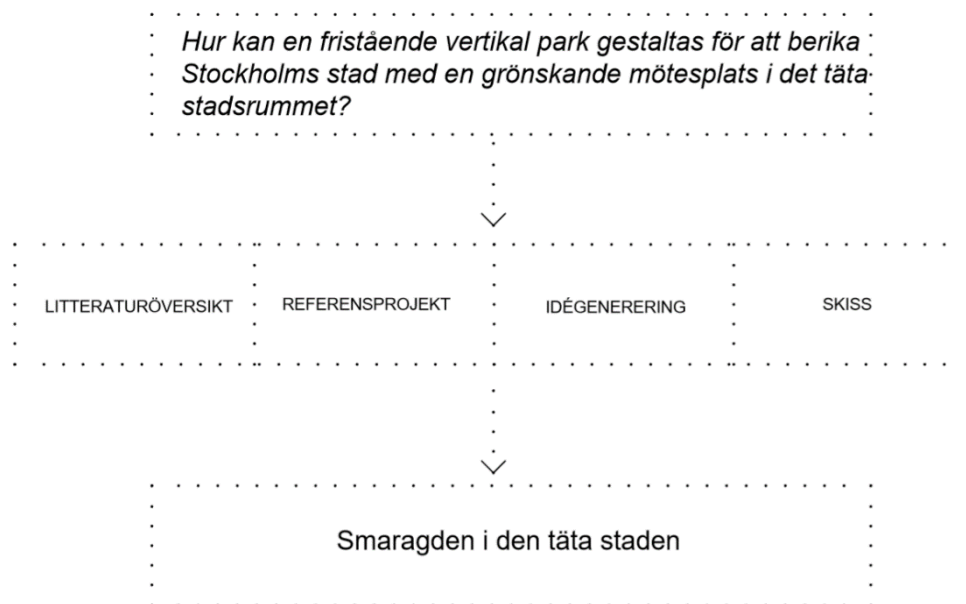 Hur kan en fristående vertikal park gestaltas för att berika
Stockholms stad med en grönskande mötesplats i det täta
stadsrummet?
LITTERATURÖVERSIKT
REFERENSPROJEKT
IDÉGENERERING
SKISS
Smaragden i den täta staden